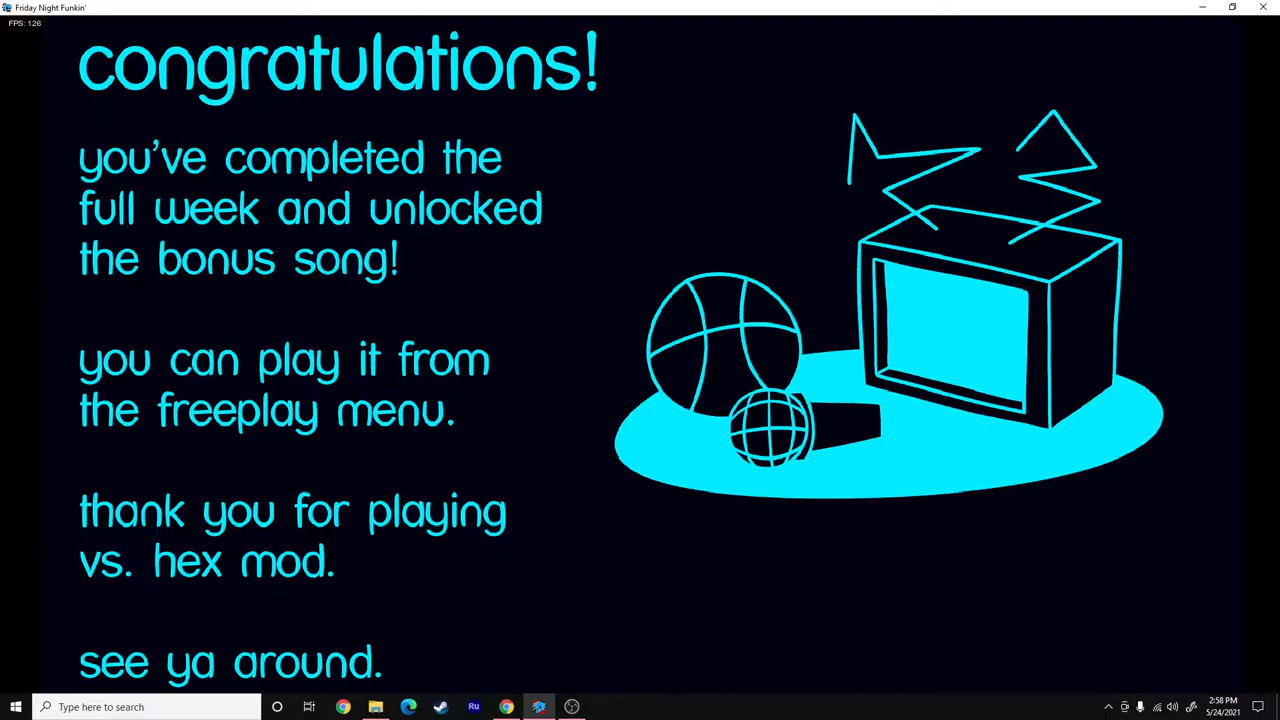 Friday Night Funkin'
FPS: 126
congratulations!
you've completed the
full week and unlocked
the bonus song!
you can play it from
the freeplay menu.
thank you for playing
vs. hex mod.
see ya around.
Type here to search
Ru
2:58 PM
5/24/2021